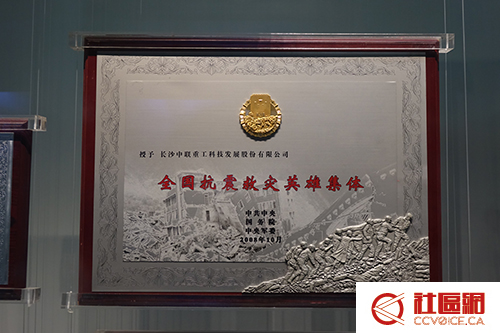 授予 长沙中联重工科技发展股份有限公司
全国抗震救灾英雄集体
中共中央
国务院
中央军委
2008年10月
社區網
CCVOICE.CA